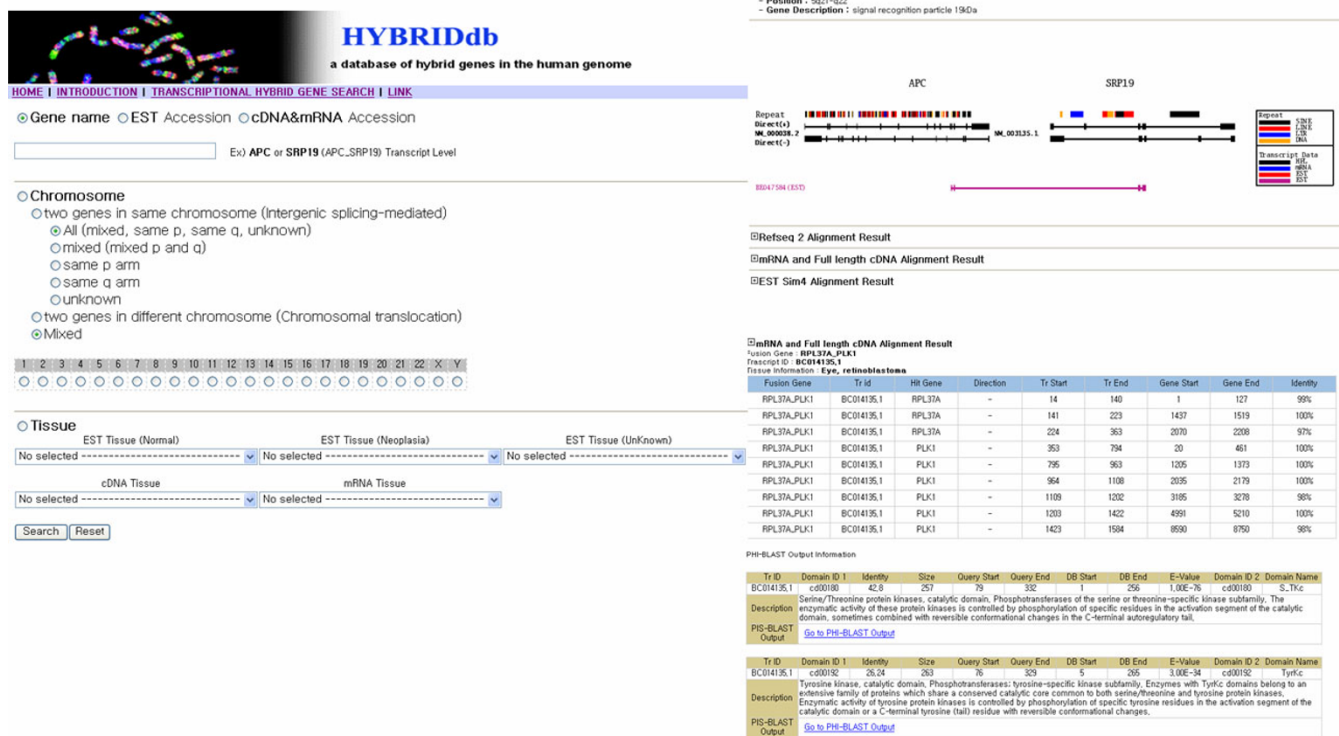 HYBRIDdb
a database of hybrid genes in the human genome
HOME | INTRODUCTION | TRANSCRIPTIONAL HYBRID GENE SEARCH | LINK
Gene name EST Accession cDNA&mRNA Accession
Ex) APC or SRP19 (APC_SRP19) Transcript Level
Chromosome
two genes in same chromosome (Intergenic splicing-mediated)
All (mixed, same p, same q, unknown)
mixed (mixed p and q)
same p arm
same q arm
unknown
two genes in different chromosome (Chromosomal translocation)
Mixed
1 2 3 4 5 6 7 8 9 10 11 12 13 14 15 16 17 18 19 20 21 22 X Y
Tissue
EST Tissue (Normal) EST Tissue (Neoplasia) EST Tissue (UnKnown)
No selected ---------------------------- No selected ---------------------------- No selected ----------------------------
cDNA Tissue mRNA Tissue
No selected ---------------------------- No selected ----------------------------
Search Reset
- Position : 5q21-q22
- Gene Description : signal recognition particle 19kDa
APC SRP19
Repeat
Direct(+)
NM_000038.2 NM_003135.1
Direct(-)
BE047584 (EST)
Repeat
SINE
LINE
LTR
DNA
Transcript Data
mRNA
EST
EST
Refseq 2 Alignment Result
mRNA and Full length cDNA Alignment Result
EST Sim4 Alignment Result
mRNA and Full length cDNA Alignment Result
Fusion Gene : RPL37A_PLK1
Trascript ID : BC014135,1
Tissue Information : Eye, retinoblastoma
Fusion Gene Tr id Hit Gene Direction Tr Start Tr End Gene Start Gene End Identity
RPL37A_PLK1 BC014135,1 RPL37A - 14 140 1 127 99%
RPL37A_PLK1 BC014135,1 RPL37A - 141 223 1437 1519 100%
RPL37A_PLK1 BC014135,1 RPL37A - 224 363 2070 2208 97%
RPL37A_PLK1 BC014135,1 PLK1 - 353 794 20 461 100%
RPL37A_PLK1 BC014135,1 PLK1 - 795 963 1205 1373 100%
RPL37A_PLK1 BC014135,1 PLK1 - 964 1108 2035 2179 100%
RPL37A_PLK1 BC014135,1 PLK1 - 1109 1202 3185 3278 98%
RPL37A_PLK1 BC014135,1 PLK1 - 1203 1422 4991 5210 100%
RPL37A_PLK1 BC014135,1 PLK1 - 1423 1584 8590 8750 98%
PHI-BLAST Output Information
Tr ID Domain ID 1 Identity Size Query Start Query End DB Start DB End E-Value Domain ID 2 Domain Name
BC014135,1 cd00180 42,8 257 79 332 1 256 1,00E-76 cd00180 S_TKc
Description Serine/Threonine protein kinases, catalytic domain, Phosphotransferases of the serine or threonine-specific kinase subfamily, The
enzymatic activity of these protein kinases is controlled by phosphorylation of specific residues in the activation segment of the catalytic
domain, sometimes combined with reversible conformational changes in the C-terminal autoregulatory tail,
PIS-BLAST Output Go to PHI-BLAST Output
Tr ID Domain ID 1 Identity Size Query Start Query End DB Start DB End E-Value Domain ID 2 Domain Name
BC014135,1 cd00192 26,24 263 76 329 5 265 3,00E-34 cd00192 TyrKc
Description Tyrosine kinase, catalytic domain, Phosphotransferases; tyrosine-specific kinase subfamily, Enzymes with TyrKc domains belong to an
extensive family of proteins which share a conserved catalytic core common to both serine/threonine and tyrosine protein kinases,
Enzymatic activity of tyrosine protein kinases is controlled by phosphorylation of specific tyrosine residues in the activation segment of the
catalytic domain or a C-terminal tyrosine (tail) residue with reversible conformational changes,
PIS-BLAST Output Go to PHI-BLAST Output